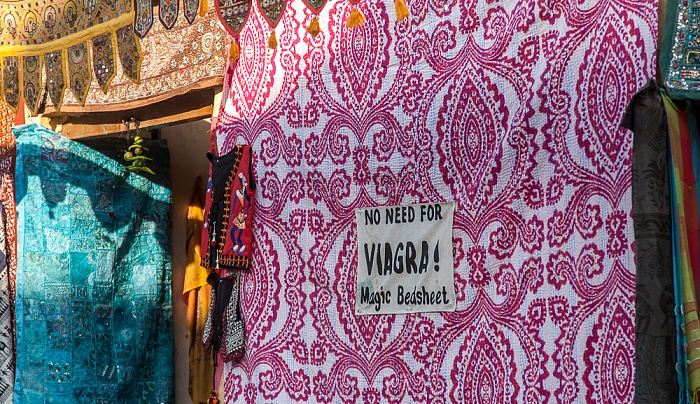 NO NEED FOR
VIAGRA!
Magic Bedsheet